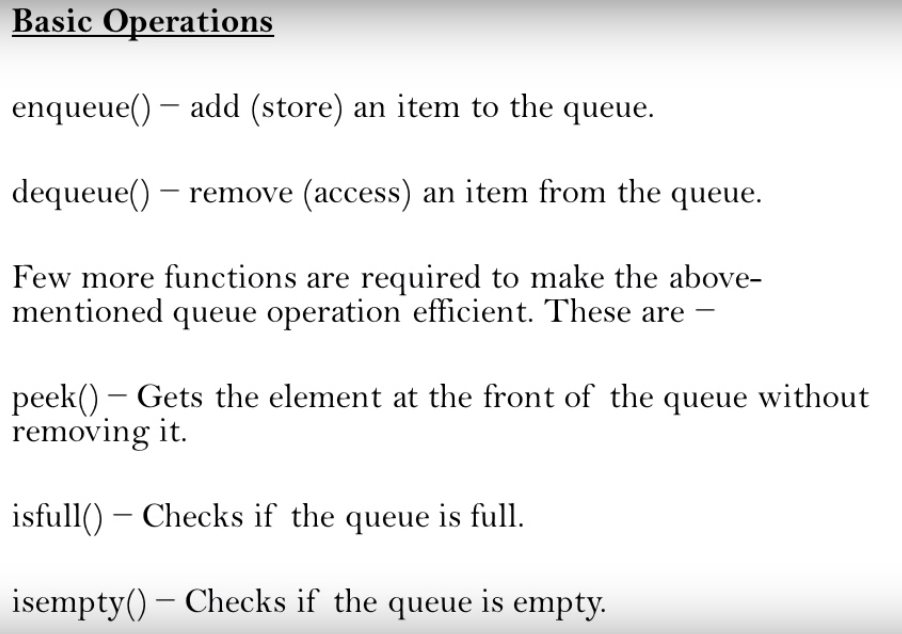 Basic Operations
enqueue() – add (store) an item to the queue.
dequeue() – remove (access) an item from the queue.
Few more functions are required to make the above-
mentioned queue operation efficient. These are –
peek() – Gets the element at the front of the queue without
removing it.
isfull() – Checks if the queue is full.
isempty() – Checks if the queue is empty.